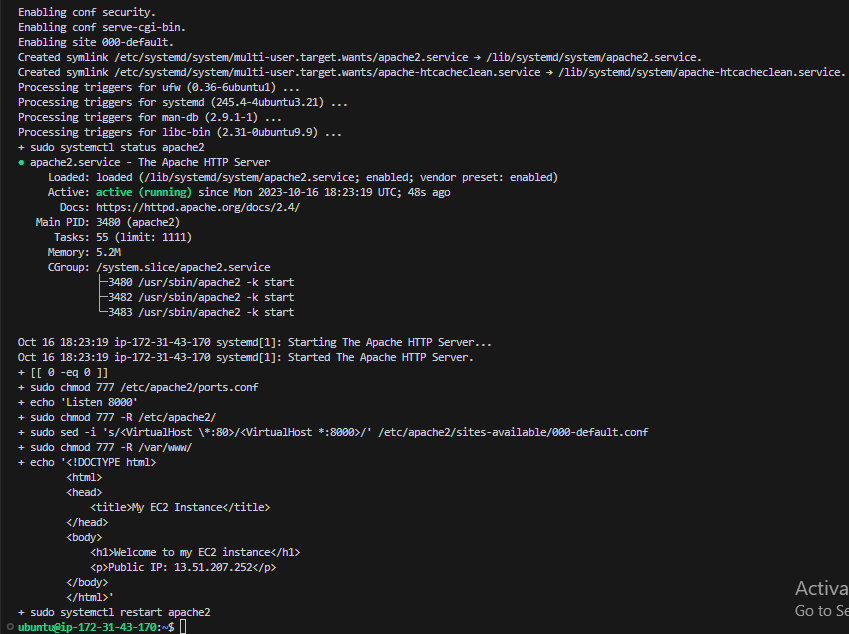 Enabling conf security.
Enabling conf serve-cgi-bin.
Enabling site 000-default.
Created symlink /etc/systemd/system/multi-user.target.wants/apache2.service → /lib/systemd/system/apache2.service.
Created symlink /etc/systemd/system/multi-user.target.wants/apache-htcacheclean.service → /lib/systemd/system/apache-htcacheclean.service.
Processing triggers for ufw (0.36-6ubuntu1) ...
Processing triggers for systemd (245.4-4ubuntu3.21) ...
Processing triggers for man-db (2.9.1-1) ...
Processing triggers for libc-bin (2.31-0ubuntu9.9) ...
+ sudo systemctl status apache2
● apache2.service - The Apache HTTP Server
     Loaded: loaded (/lib/systemd/system/apache2.service; enabled; vendor preset: enabled)
     Active: active (running) since Mon 2023-10-16 18:23:19 UTC; 48s ago
       Docs: https://httpd.apache.org/docs/2.4/
   Main PID: 3480 (apache2)
      Tasks: 55 (limit: 1111)
     Memory: 5.2M
     CGroup: /system.slice/apache2.service
             ├─3480 /usr/sbin/apache2 -k start
             ├─3482 /usr/sbin/apache2 -k start
             └─3483 /usr/sbin/apache2 -k start
Oct 16 18:23:19 ip-172-31-43-170 systemd[1]: Starting The Apache HTTP Server...
Oct 16 18:23:19 ip-172-31-43-170 systemd[1]: Started The Apache HTTP Server.
+ [[ 0 -eq 0 ]]
+ sudo chmod 777 /etc/apache2/ports.conf
+ echo 'Listen 8000'
+ sudo chmod 777 -R /etc/apache2/
+ sudo sed -i 's/<VirtualHost \*:80>/<VirtualHost *:8000>/' /etc/apache2/sites-available/000-default.conf
+ sudo chmod 777 -R /var/www/
+ echo '<!DOCTYPE html>
        <html>
        <head>
            <title>My EC2 Instance</title>
        </head>
        <body>
            <h1>Welcome to my EC2 instance</h1>
            <p>Public IP: 13.51.207.252</p>
        </body>
        </html>'
+ sudo systemctl restart apache2
ubuntu@ip-172-31-43-170:~$
Activa
Go to Se